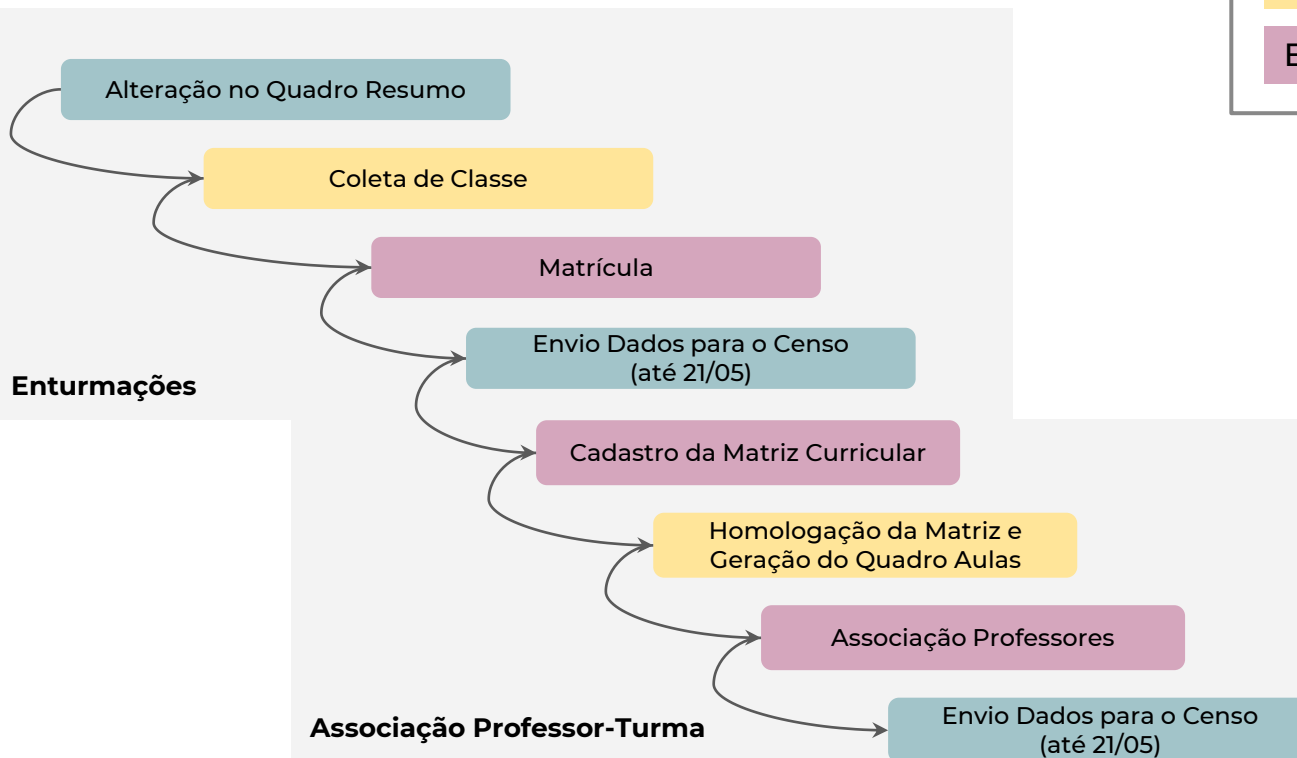 Alteração no Quadro Resumo
Coleta de Classe
Matrícula
Envio Dados para o Censo
(até 21/05)
Enturmações
Cadastro da Matriz Curricular
Homologação da Matriz e
Geração do Quadro Aulas
Associação Professores
Associação Professor-Turma
Envio Dados para o Censo
(até 21/05)